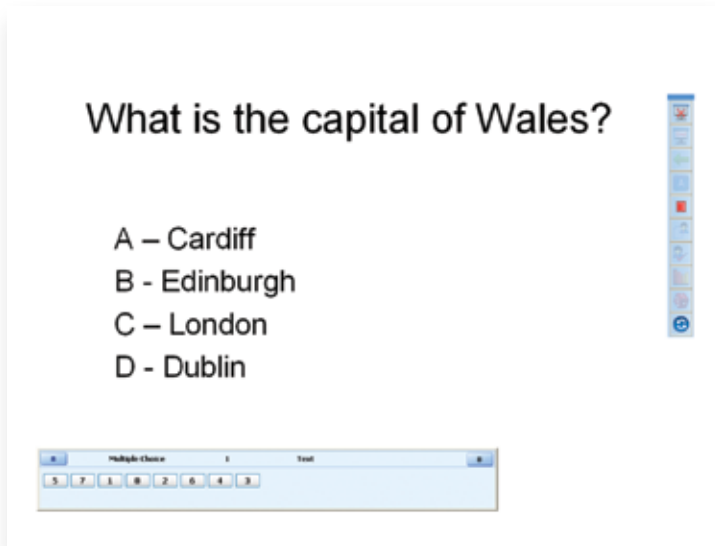 What is the capital of Wales?
A – Cardiff
B - Edinburgh
C – London
D - Dublin
Multiple Choice 1 Test
5 7 1 8 2 6 4 3